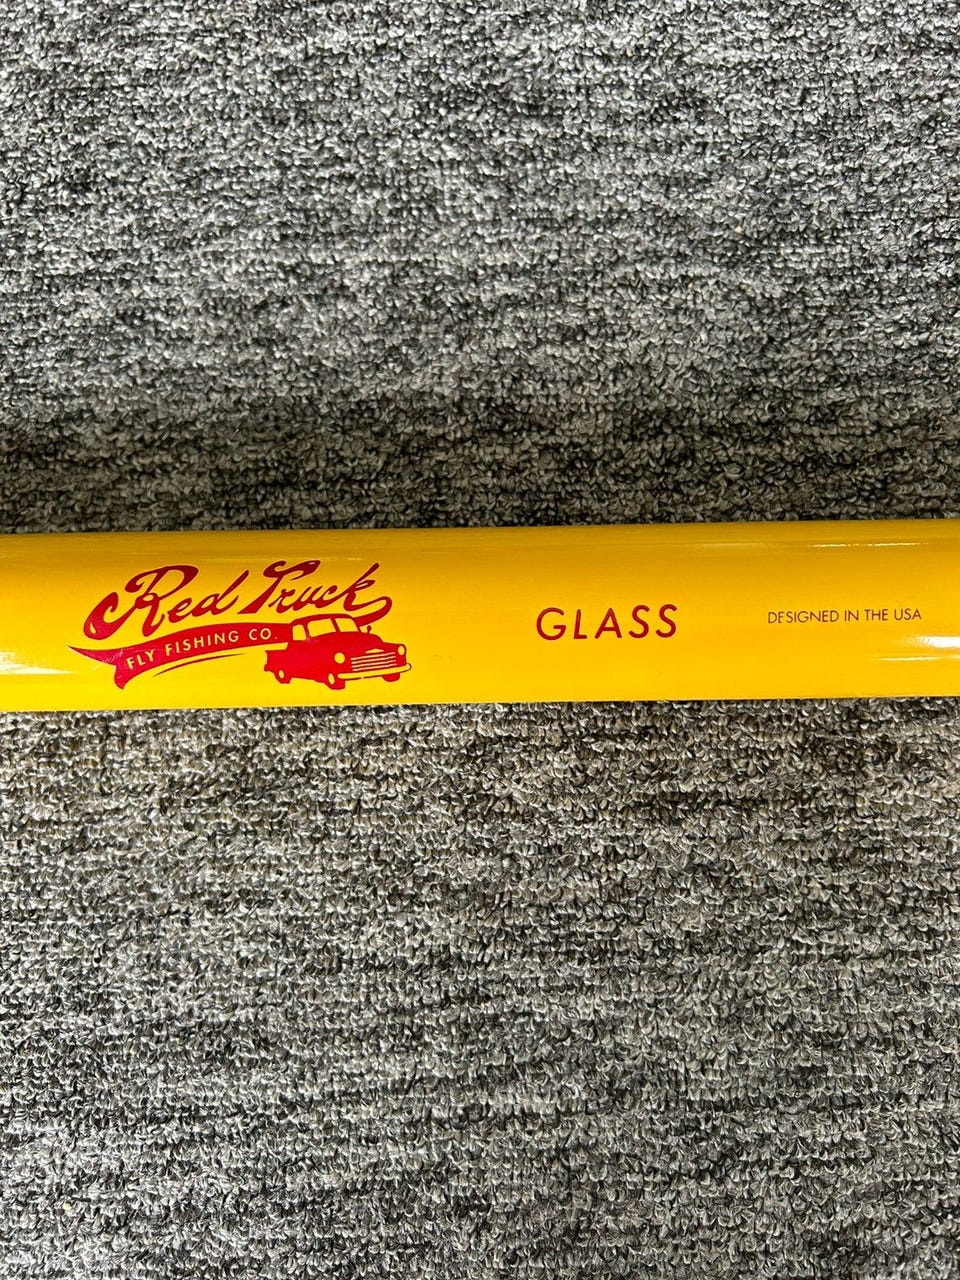 Red Truck
FLY FISHING CO.
GLASS
DESIGNED IN THE USA